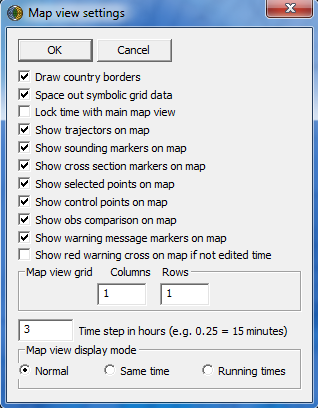 Map view settings
OK Cancel
Draw country borders
Space out symbolic grid data
Lock time with main map view
Show trajectors on map
Show sounding markers on map
Show cross section markers on map
Show selected points on map
Show control points on map
Show obs comparison on map
Show warning message markers on map
Show red warning cross on map if not edited time
Map view grid Columns Rows
1 1
3 Time step in hours (e.g. 0.25 = 15 minutes)
Map view display mode
Normal Same time Running times